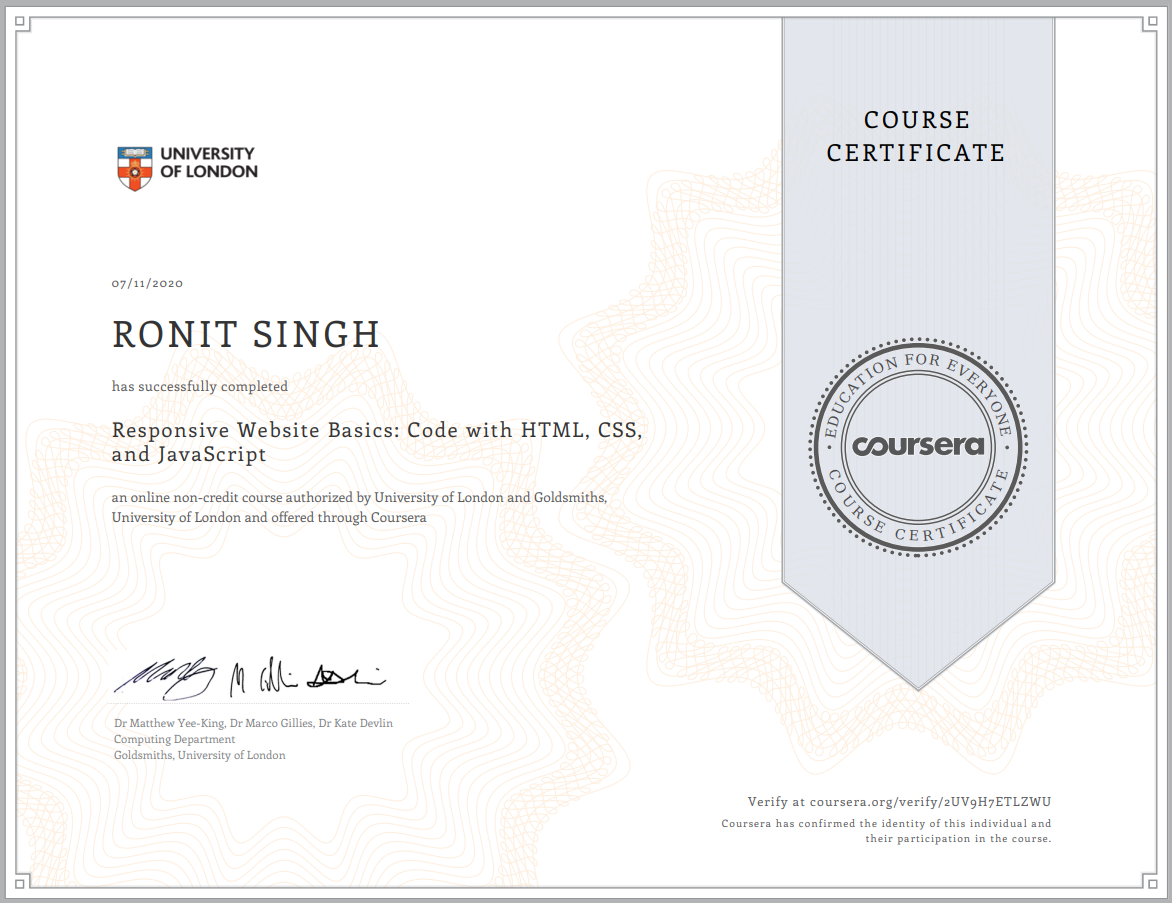 COURSE
CERTIFICATE
UNIVERSITY
OF LONDON
07/11/2020
RONIT SINGH
has successfully completed
Responsive Website Basics: Code with HTML, CSS,
and JavaScript
an online non-credit course authorized by University of London and Goldsmiths,
University of London and offered through Coursera
EDUCATION FOR EVERYONE
coursera
COURSE CERTIFICATE
Dr Matthew Yee-King, Dr Marco Gillies, Dr Kate Devlin
Computing Department
Goldsmiths, University of London
Verify at coursera.org/verify/2UV9H7ETLZWU
Coursera has confirmed the identity of this individual and
their participation in the course.